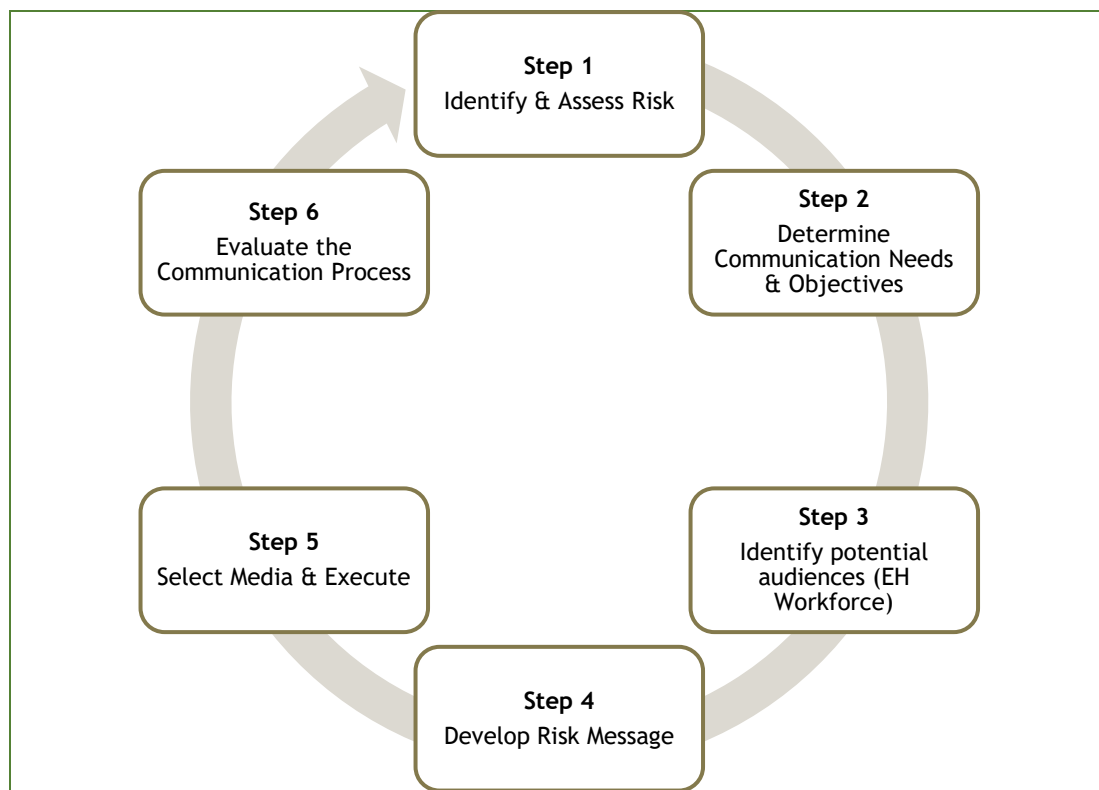 Step 1
Identify & Assess Risk
Step 2
Determine
Communication Needs
& Objectives
Step 3
Identify potential
audiences (EH
Workforce)
Step 4
Develop Risk Message
Step 5
Select Media & Execute
Step 6
Evaluate the
Communication Process